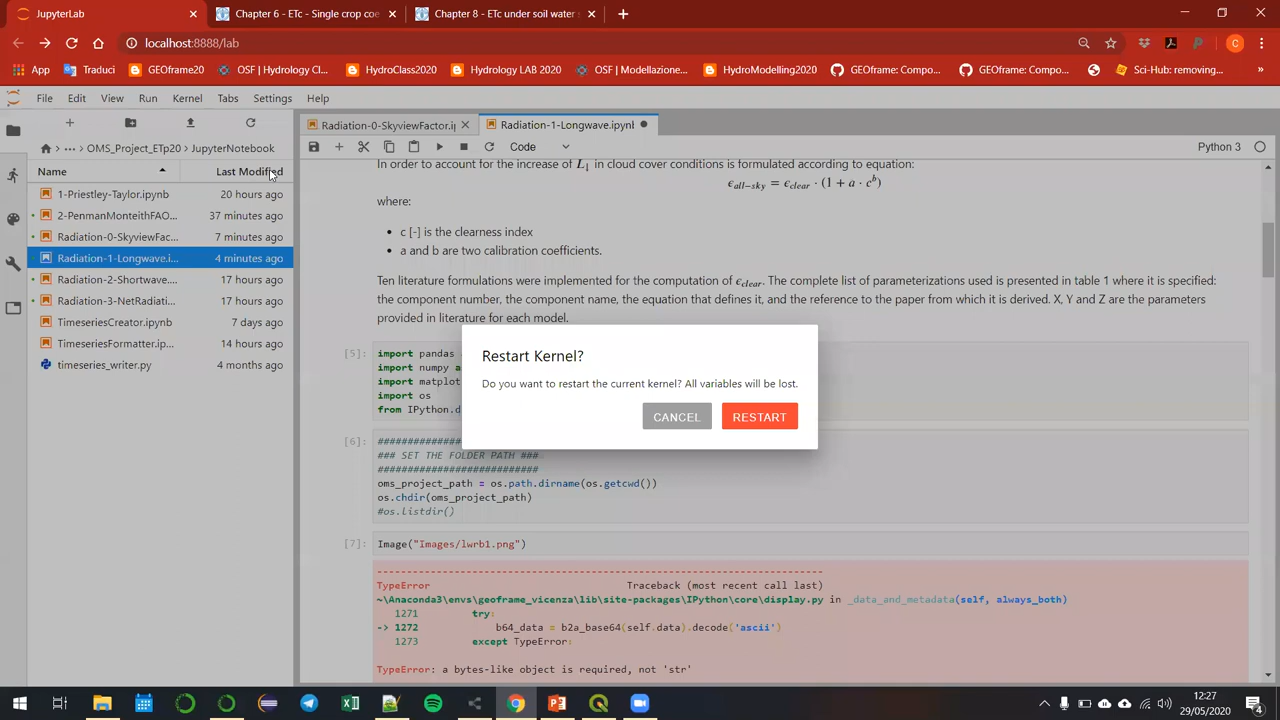 JupyterLab
Chapter 6 - ETc - Single crop coe
Chapter 8 - ETc under soil water s
localhost:8888/lab
App
Traduci
GEOframe20
OSF | Hydrology Cl...
HydroClass2020
Hydrology LAB 2020
OSF | Modellazione...
HydroModelling2020
GEOframe: Compo...
GEOframe: Compo...
Sci-Hub: removing...
»
File Edit View Run Kernel Tabs Settings Help
OMS_Project_ETp20 > JupyterNotebook
Name
Last Modified
1-Priestley-Taylor.ipynb 20 hours ago
2-PenmanMonteithFAO... 37 minutes ago
Radiation-0-SkyviewFac... 7 minutes ago
Radiation-1-Longwave.i... 4 minutes ago
Radiation-2-Shortwave.... 17 hours ago
Radiation-3-NetRadiati... 17 hours ago
TimeseriesCreator.ipynb 7 days ago
TimeseriesFormatter.ip... 14 hours ago
timeseries_writer.py 4 months ago
Radiation-0-SkyviewFactor.ipy
Radiation-1-Longwave.ipynb
Code
Python 3
In order to account for the increase of L↓ in cloud cover conditions is formulated according to equation:
ϵall−sky = ϵclear · (1 + a · c^b)
where:
• c [-] is the clearness index
• a and b are two calibration coefficients.
Ten literature formulations were implemented for the computation of ϵclear. The complete list of parameterizations used is presented in table 1 where it is specified:
the component number, the component name, the equation that defines it, and the reference to the paper from which it is derived. X, Y and Z are the parameters
provided in literature for each model.
[5]:
import pandas
import numpy a
import matplot
import os
from IPython.d
Restart Kernel?
Do you want to restart the current kernel? All variables will be lost.
CANCEL
RESTART
[6]:
### SET THE FOLDER PATH ###
##########################
oms_project_path = os.path.dirname(os.getcwd())
os.chdir(oms_project_path)
#os.listdir()
[7]:
Image("Images/lwrb1.png")
---------------------------------------------------------------------------
TypeError Traceback (most recent call last)
~\Anaconda3\envs\geoframe_vicenza\lib\site-packages\IPython\core\display.py in _data_and_metadata(self, always_both)
1271 try:
-> 1272 b64_data = b2a_base64(self.data).decode('ascii')
1273 except TypeError:
TypeError: a bytes-like object is required, not 'str'
12:27
29/05/2020
4